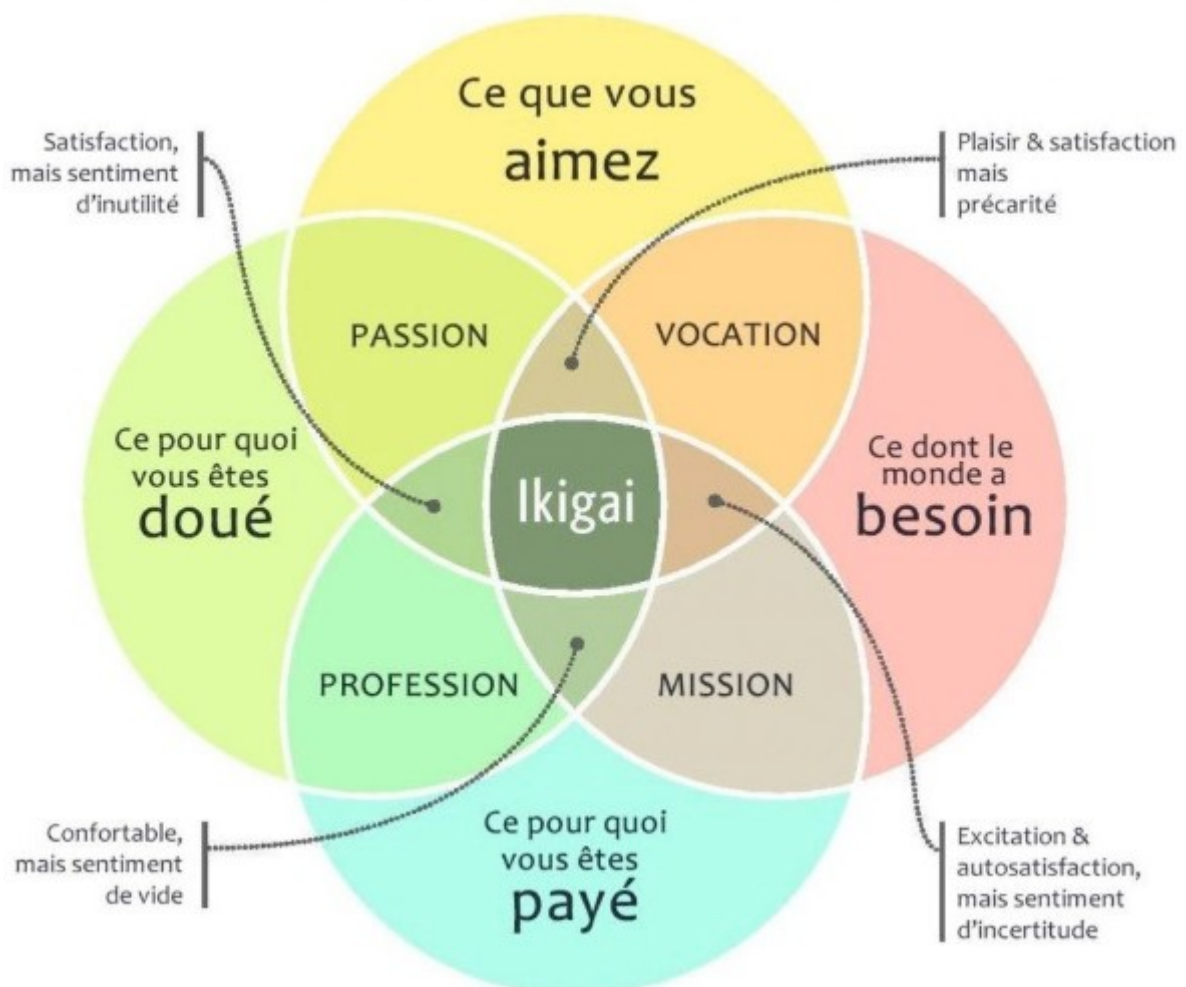 Ce que vous
aimez
Satisfaction,
mais sentiment
d'inutilité
Plaisir & satisfaction
mais
précarité
PASSION
VOCATION
Ce pour quoi
vous êtes
doué
Ikigai
Ce dont le
monde a
besoin
PROFESSION
MISSION
Ce pour quoi
vous êtes
payé
Confortable,
mais sentiment
de vide
Excitation &
autosatisfaction,
mais sentiment
d'incertitude